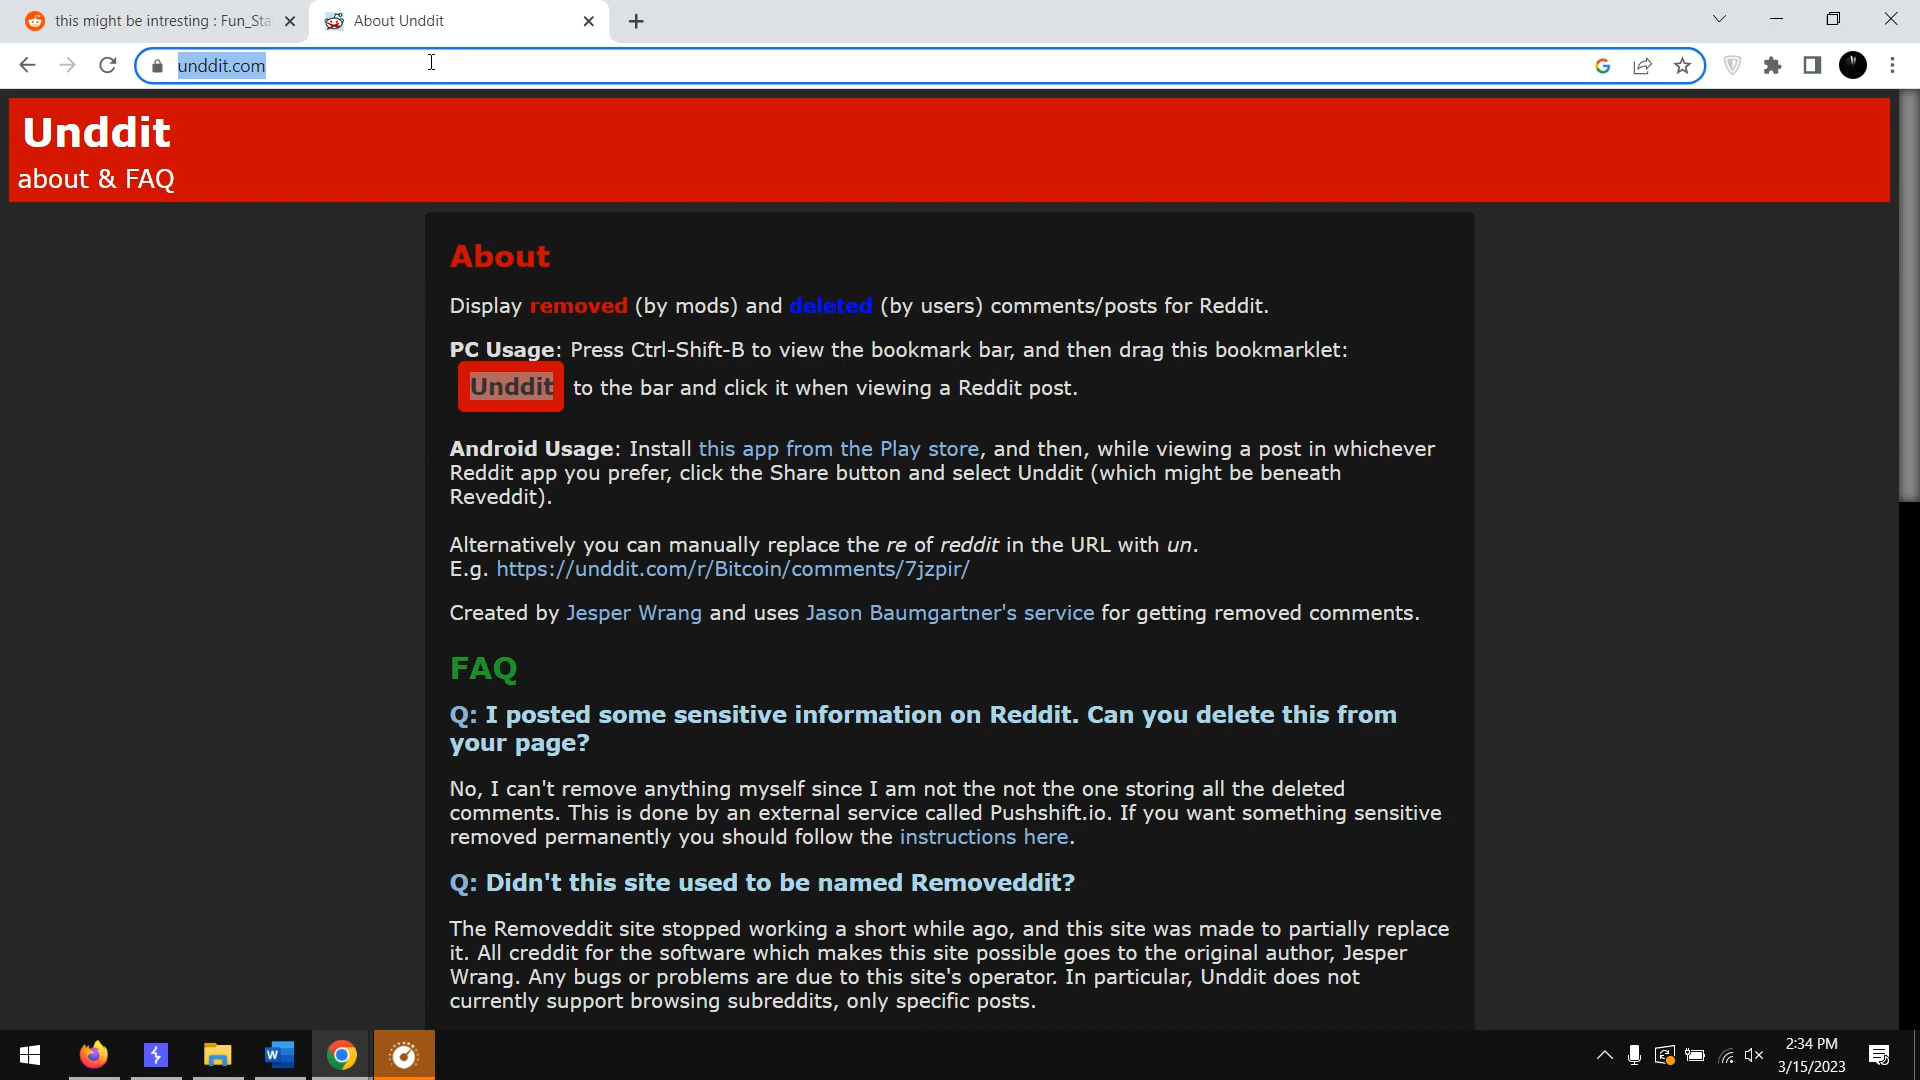 this might be intresting : Fun_Sta
About Unddit
unddit.com
Unddit
about & FAQ
About
Display removed (by mods) and deleted (by users) comments/posts for Reddit.
PC Usage: Press Ctrl-Shift-B to view the bookmark bar, and then drag this bookmarklet:
Unddit to the bar and click it when viewing a Reddit post.
Android Usage: Install this app from the Play store, and then, while viewing a post in whichever
Reddit app you prefer, click the Share button and select Unddit (which might be beneath
Reveddit).
Alternatively you can manually replace the re of reddit in the URL with un.
E.g. https://unddit.com/r/Bitcoin/comments/7jzpir/
Created by Jesper Wrang and uses Jason Baumgartner's service for getting removed comments.
FAQ
Q: I posted some sensitive information on Reddit. Can you delete this from
your page?
No, I can't remove anything myself since I am not the not the one storing all the deleted
comments. This is done by an external service called Pushshift.io. If you want something sensitive
removed permanently you should follow the instructions here.
Q: Didn't this site used to be named Removeddit?
The Removeddit site stopped working a short while ago, and this site was made to partially replace
it. All creddit for the software which makes this site possible goes to the original author, Jesper
Wrang. Any bugs or problems are due to this site's operator. In particular, Unddit does not
currently support browsing subreddits, only specific posts.
2:34 PM
3/15/2023